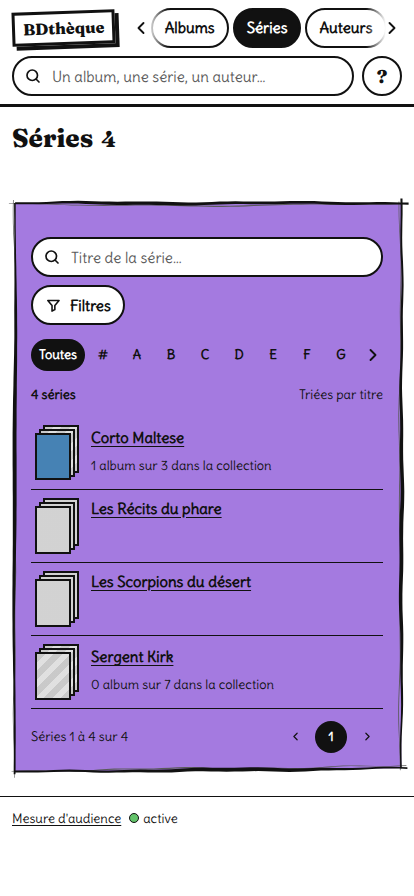 BDthèque
Albums Séries Auteurs
Un album, une série, un auteur...
?
Séries 4
Titre de la série...
Filtres
Toutes # A B C D E F G
4 séries Triées par titre
Corto Maltese
1 album sur 3 dans la collection
Les Récits du phare
Les Scorpions du désert
Sergent Kirk
0 album sur 7 dans la collection
Séries 1 à 4 sur 4
1
Mesure d'audience active